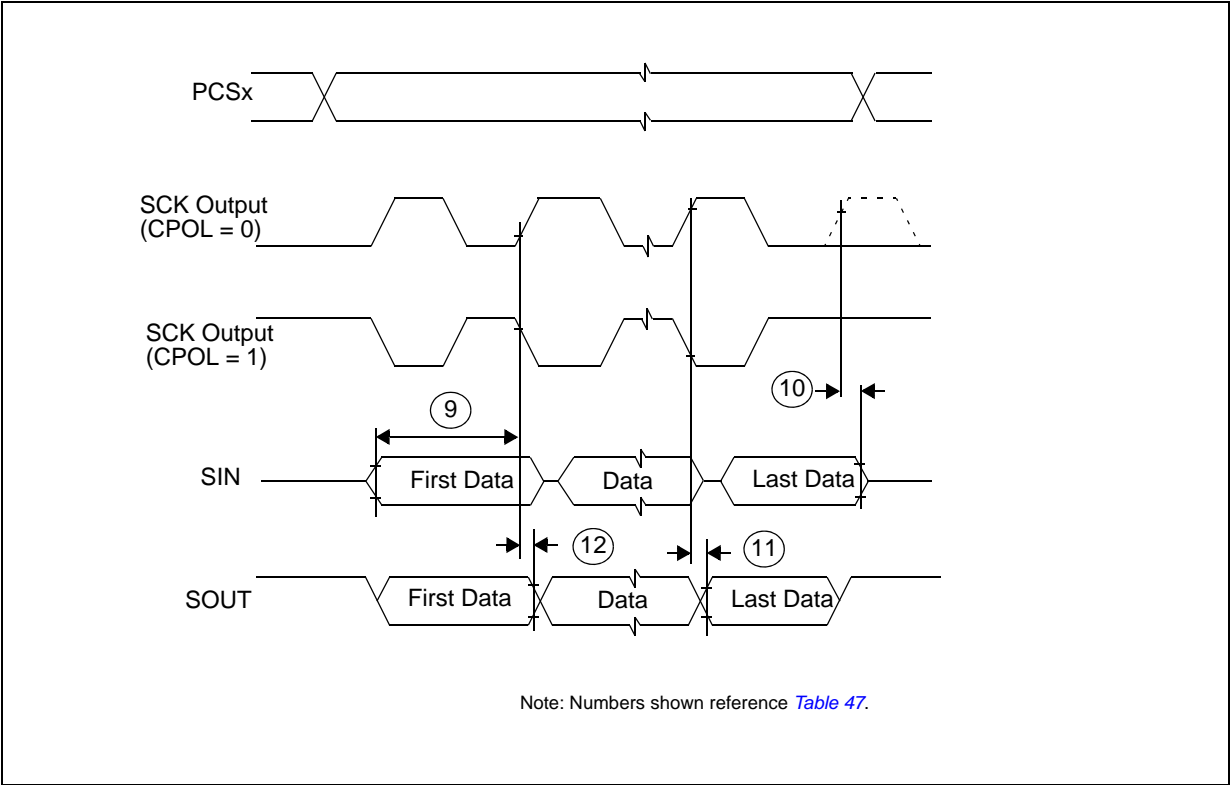 PCSx
SCK Output
(CPOL = 0)
SCK Output
(CPOL = 1)
10
9
SIN
First Data
Data
Last Data
12
11
SOUT
First Data
Data
Last Data
Note: Numbers shown reference Table 47.